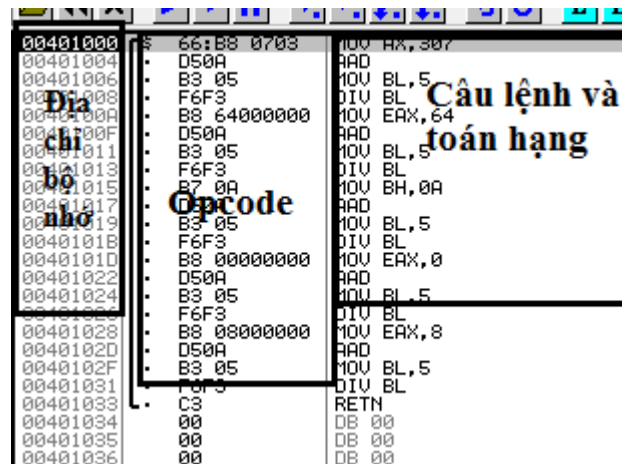 00401000 $ 66:B8 0703 MOV AX,307
00401004 . D50A AAD
00401006 . B3 05 MOV BL,5
00401008 . F6F3 DIV BL
0040100A . B8 64000000 MOV EAX,64
0040100F . D50A AAD
00401011 . B3 05 MOV BL,5
00401013 . F6F3 DIV BL
00401015 . B7 0A MOV BH,0A
00401017 . D50A AAD
00401019 . B3 05 MOV BL,5
0040101B . F6F3 DIV BL
0040101D . B8 00000000 MOV EAX,0
00401022 . D50A AAD
00401024 . B3 05 MOV BL,5
00401026 . F6F3 DIV BL
00401028 . B8 08000000 MOV EAX,8
0040102D . D50A AAD
0040102F . B3 05 MOV BL,5
00401031 . F6F3 DIV BL
00401033 . C3 RETN
00401034 00 DB 00
00401035 00 DB 00
00401036 00 DB 00
Địa
chỉ
bộ
nhớ
Opcode
Câu lệnh và
toán hạng